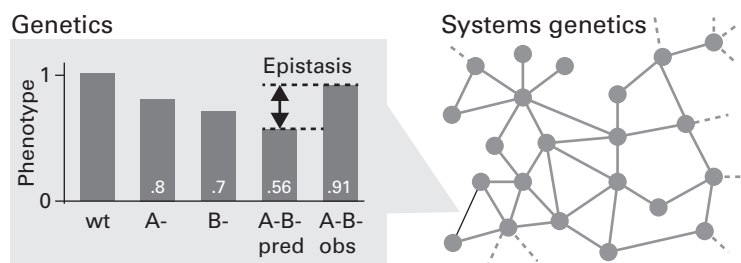 Genetics
Systems genetics
Epistasis
Phenotype
1
0
.8 .7 .56 .91
wt A- B- A-B- A-B-
pred obs